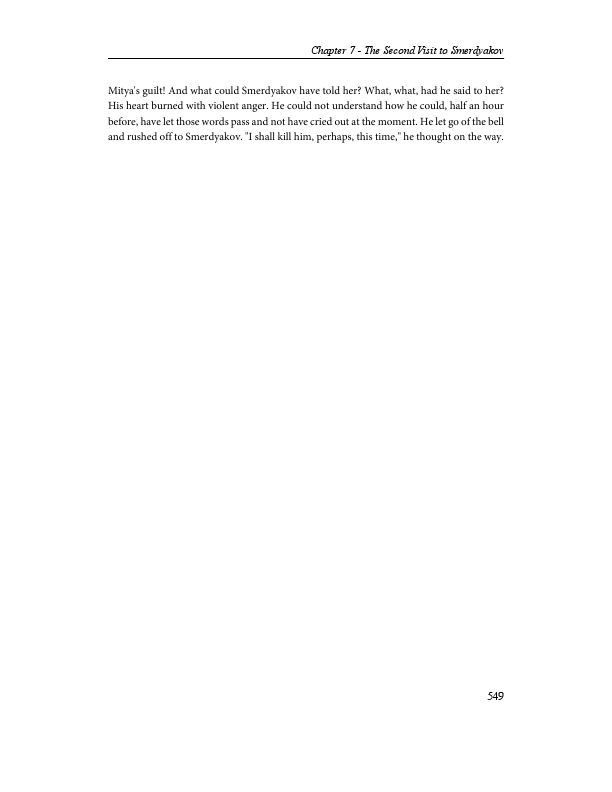 Chapter 7 - The Second Visit to Smerdyakov
Mitya's guilt! And what could Smerdyakov have told her? What, what, had he said to her?
His heart burned with violent anger. He could not understand how he could, half an hour
before, have let those words pass and not have cried out at the moment. He let go of the bell
and rushed off to Smerdyakov. "I shall kill him, perhaps, this time," he thought on the way.
549